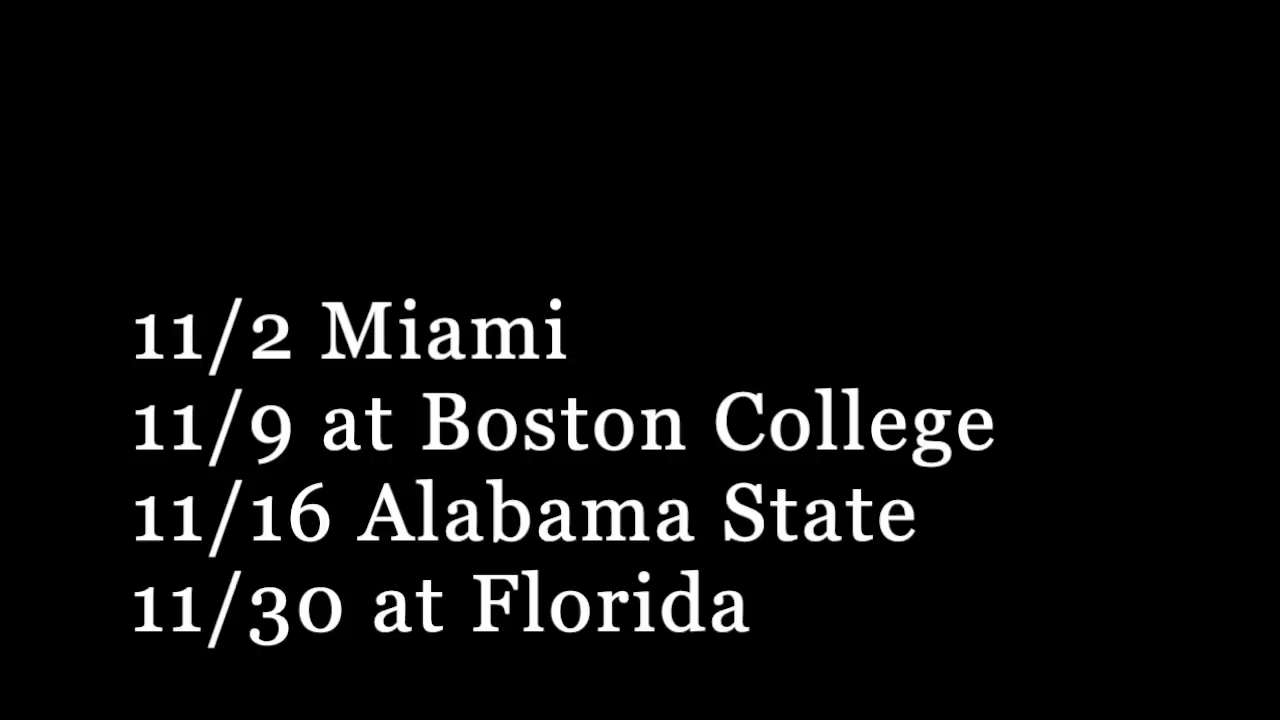 11/2 Miami
11/9 at Boston College
11/16 Alabama State
11/30 at Florida